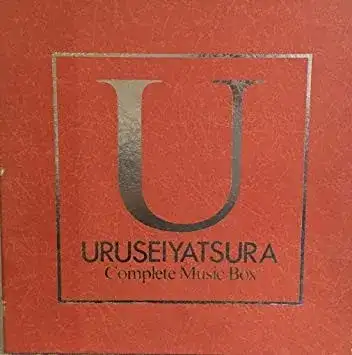 U
URUSEIYATSURA
Complete Music Box